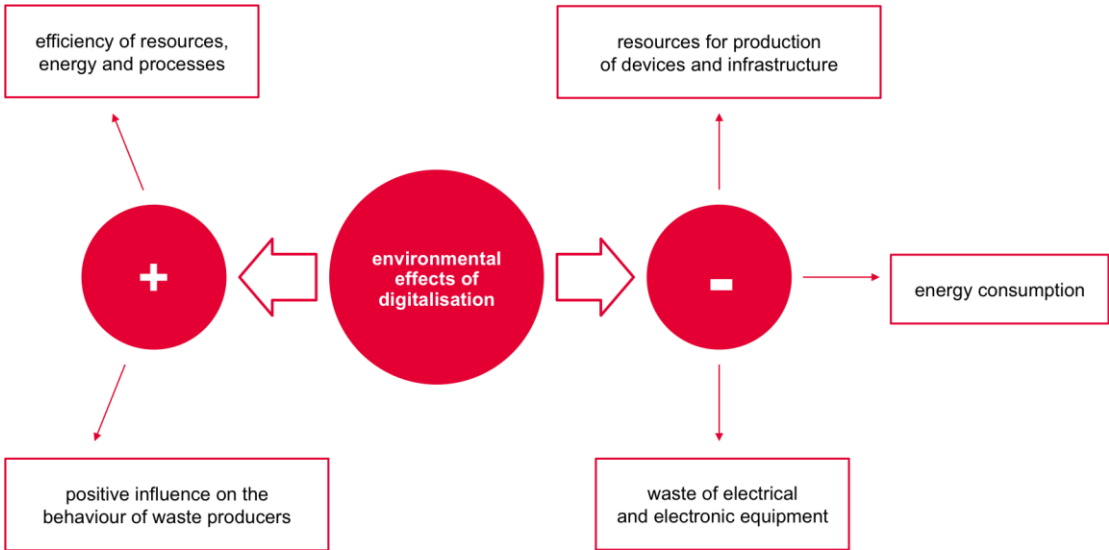 efficiency of resources,
energy and processes
resources for production
of devices and infrastructure
+
environmental
effects of
digitalisation
-
energy consumption
positive influence on the
behaviour of waste producers
waste of electrical
and electronic equipment